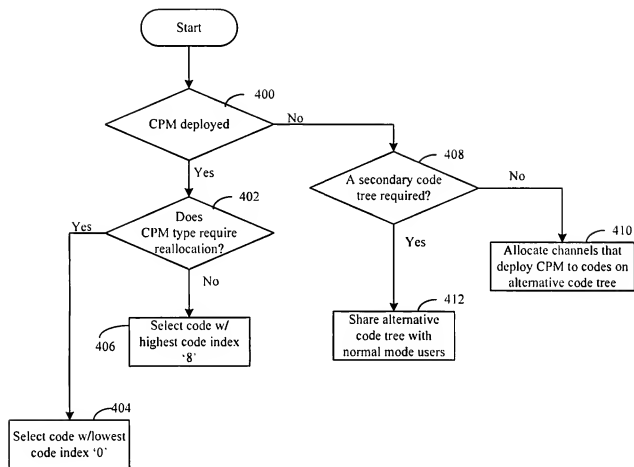 Start
400
CPM deployed
No
Yes
408
A secondary code
tree required?
No
402
Does
CPM type require
reallocation?
Yes
No
Yes
410
Allocate channels that
deploy CPM to codes on
alternative code tree
406
Select code w/
highest code index
‘8’
412
Share alternative
code tree with
normal mode users
404
Select code w/lowest
code index ‘0’